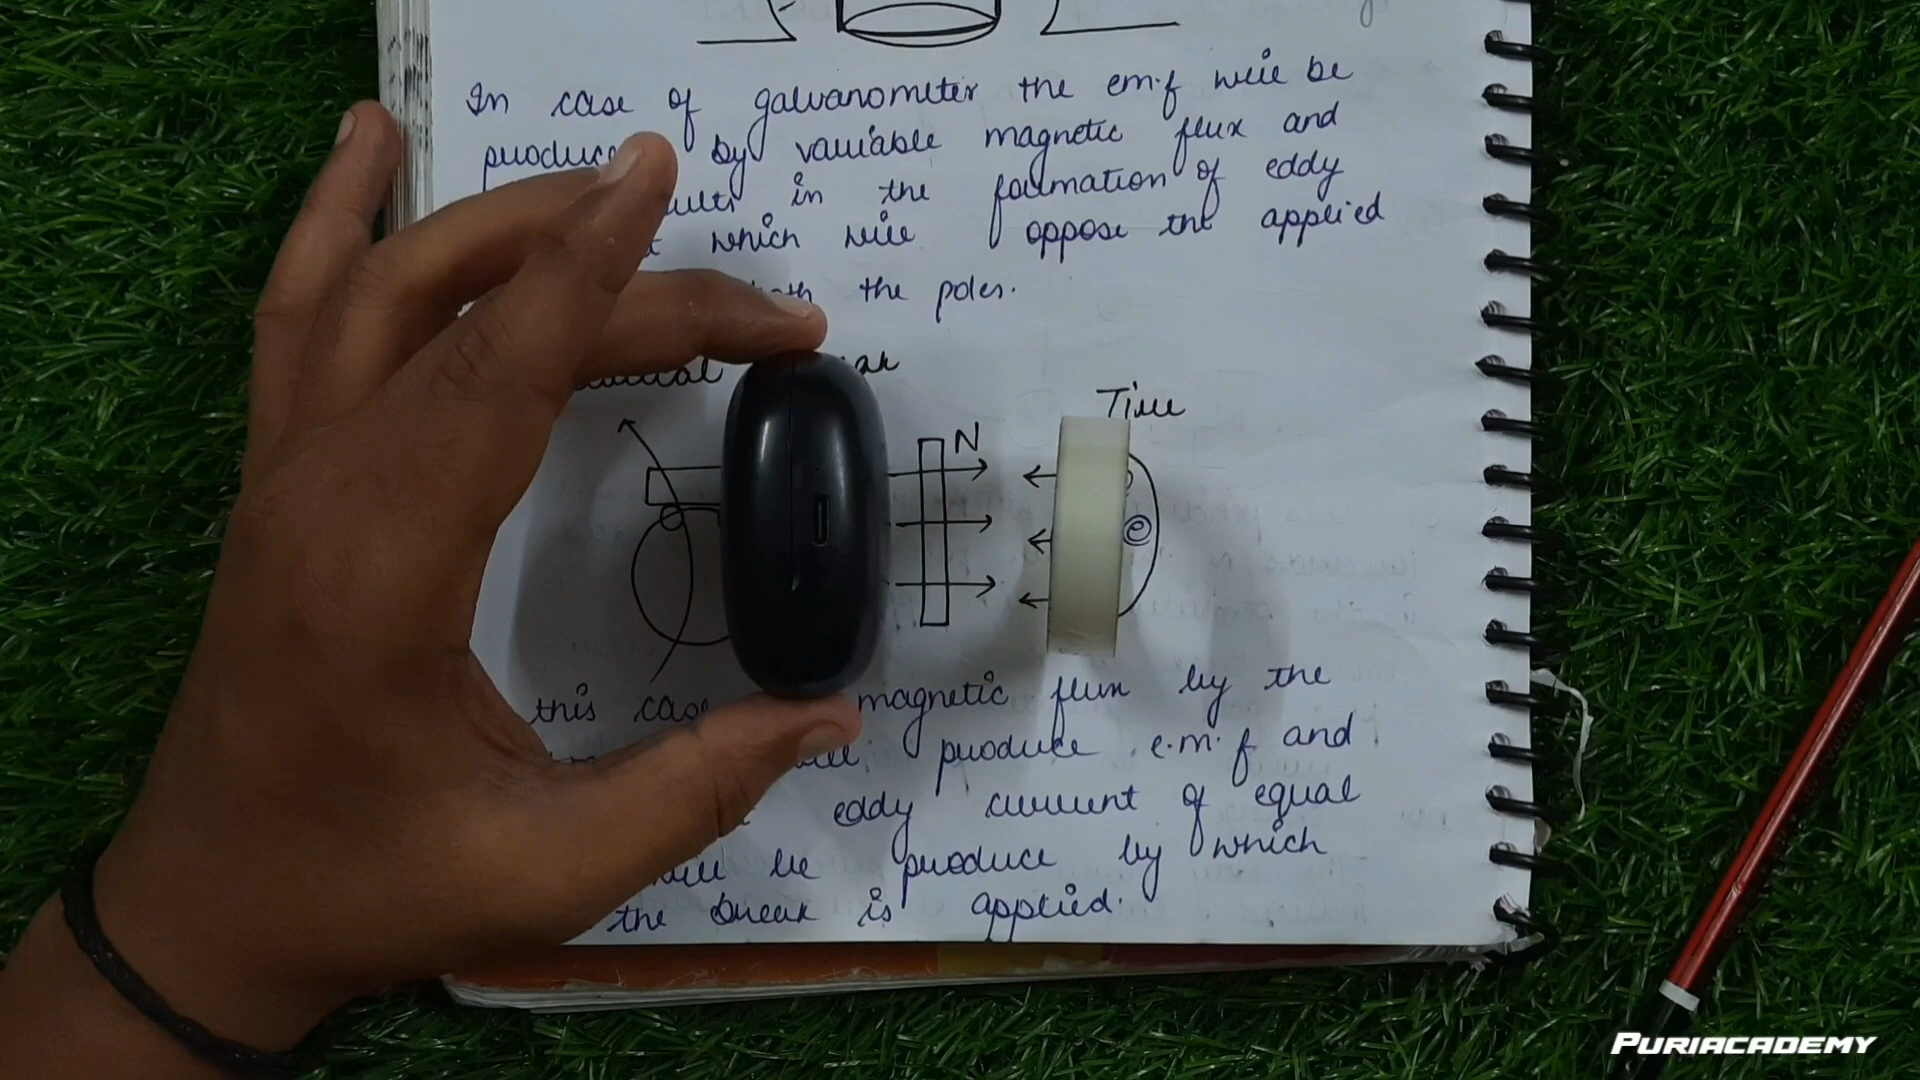 In case of galvanometer the em.f will be
produce by variable magnetic flux and
in the formation of eddy
which will oppose the applied
the poles.
Time
N
e
this case magnetic flux by the
produce e.m.f and
eddy current of equal
will be produce by which
the break is applied.
PURIACADEMY